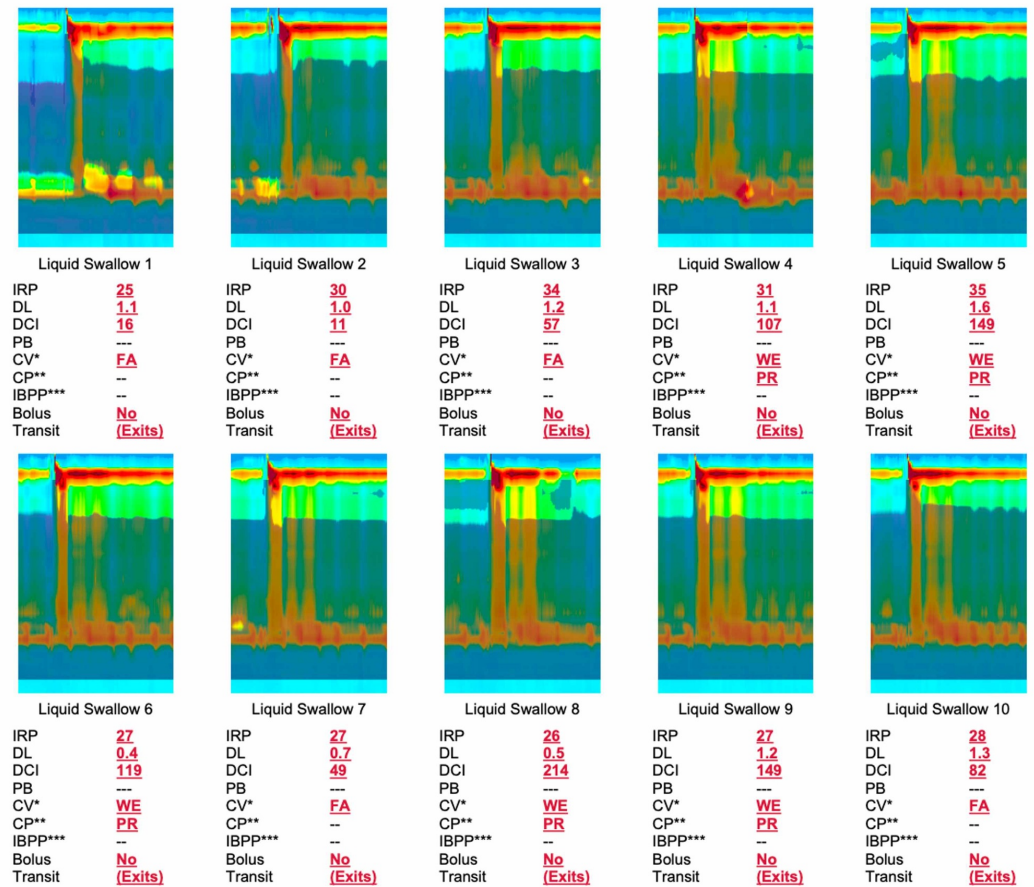 Liquid Swallow 1 Liquid Swallow 2 Liquid Swallow 3 Liquid Swallow 4 Liquid Swallow 5
IRP 25 IRP 30 IRP 34 IRP 31 IRP 35
DL 1.1 DL 1.0 DL 1.2 DL 1.1 DL 1.6
DCI 16 DCI 11 DCI 57 DCI 107 DCI 149
PB --- PB --- PB --- PB --- PB ---
CV* FA CV* FA CV* FA CV* WE CV* WE
CP** -- CP** -- CP** -- CP** PR CP** PR
IBPP*** -- IBPP*** -- IBPP*** -- IBPP*** -- IBPP*** --
Bolus No Bolus No Bolus No Bolus No Bolus No
Transit (Exits) Transit (Exits) Transit (Exits) Transit (Exits) Transit (Exits)
Liquid Swallow 6 Liquid Swallow 7 Liquid Swallow 8 Liquid Swallow 9 Liquid Swallow 10
IRP 27 IRP 27 IRP 26 IRP 27 IRP 28
DL 0.4 DL 0.7 DL 0.5 DL 1.2 DL 1.3
DCI 119 DCI 49 DCI 214 DCI 149 DCI 82
PB --- PB --- PB --- PB --- PB ---
CV* WE CV* FA CV* WE CV* WE CV* FA
CP** PR CP** -- CP** PR CP** PR CP** --
IBPP*** -- IBPP*** -- IBPP*** -- IBPP*** -- IBPP*** --
Bolus No Bolus No Bolus No Bolus No Bolus No
Transit (Exits) Transit (Exits) Transit (Exits) Transit (Exits) Transit (Exits)